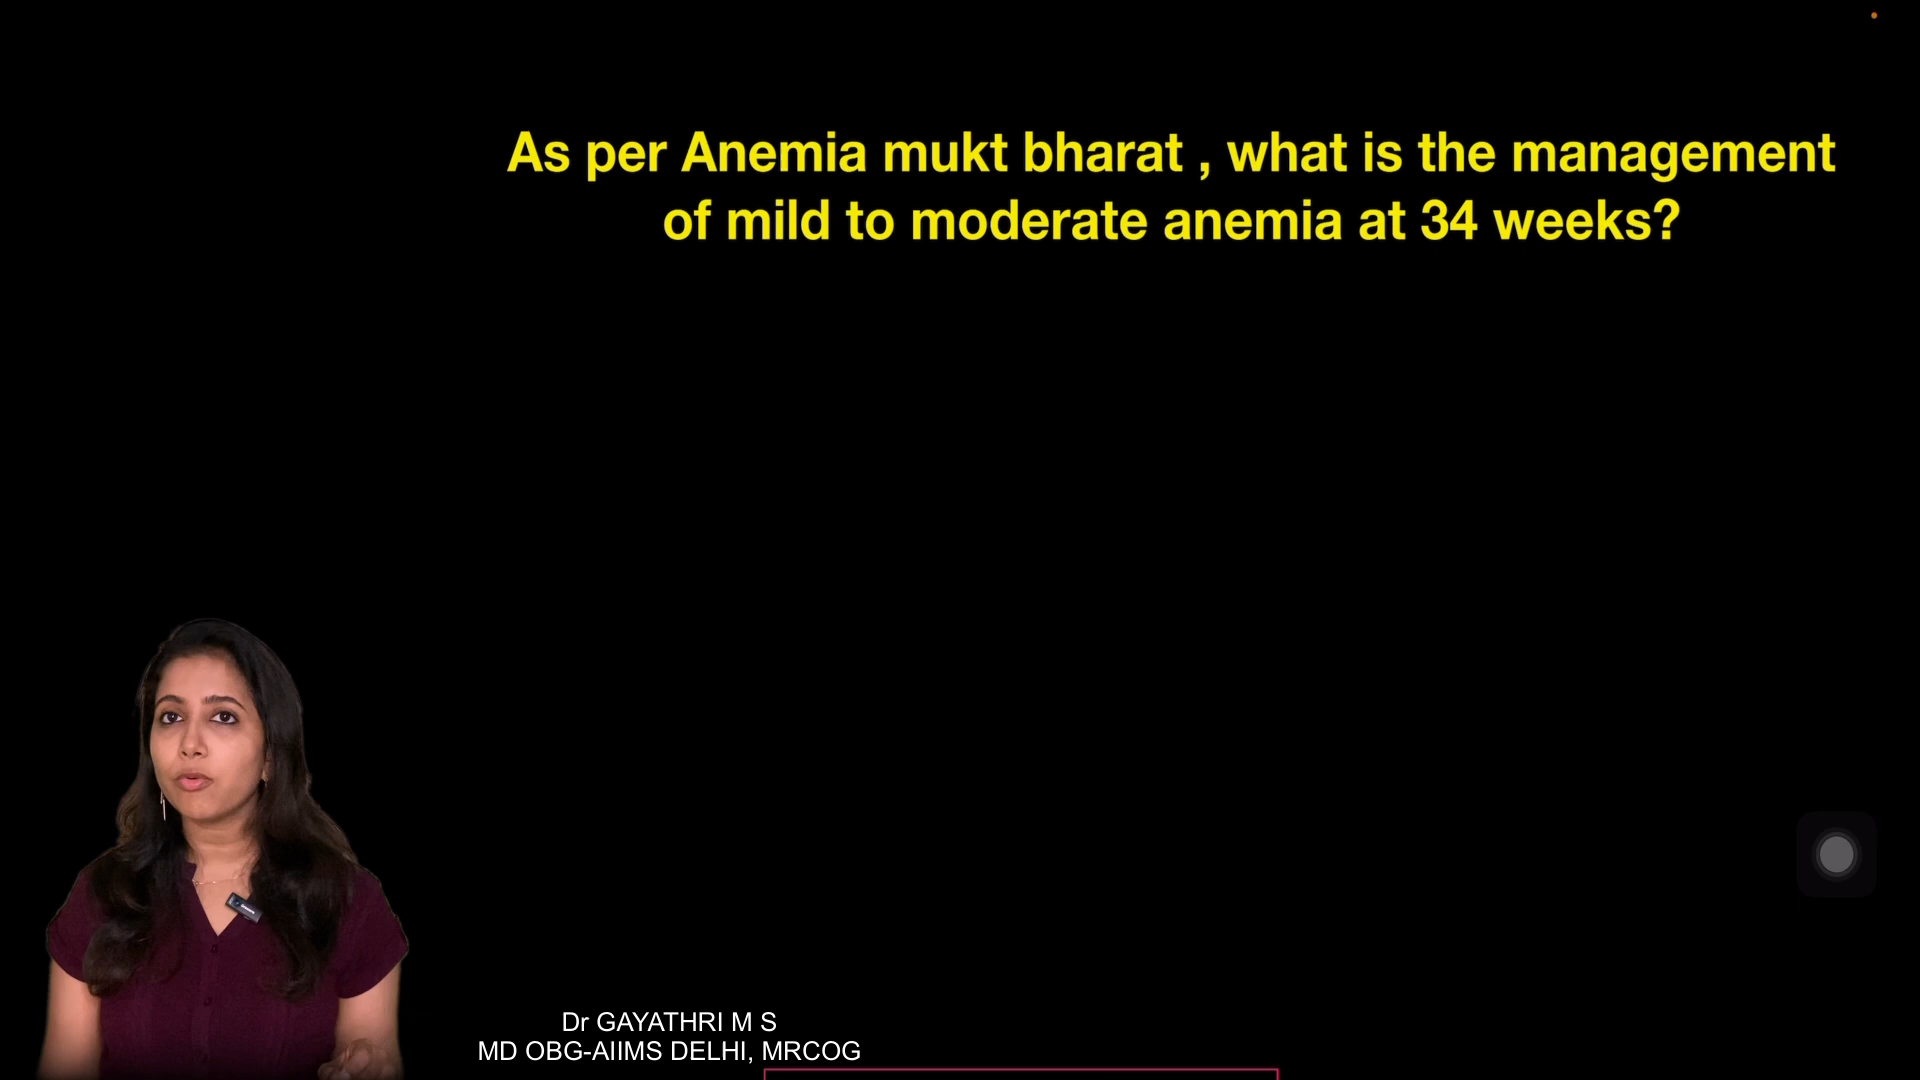 As per Anemia mukt bharat , what is the management
of mild to moderate anemia at 34 weeks?
Dr GAYATHRI M S
MD OBG-AIIMS DELHI, MRCOG